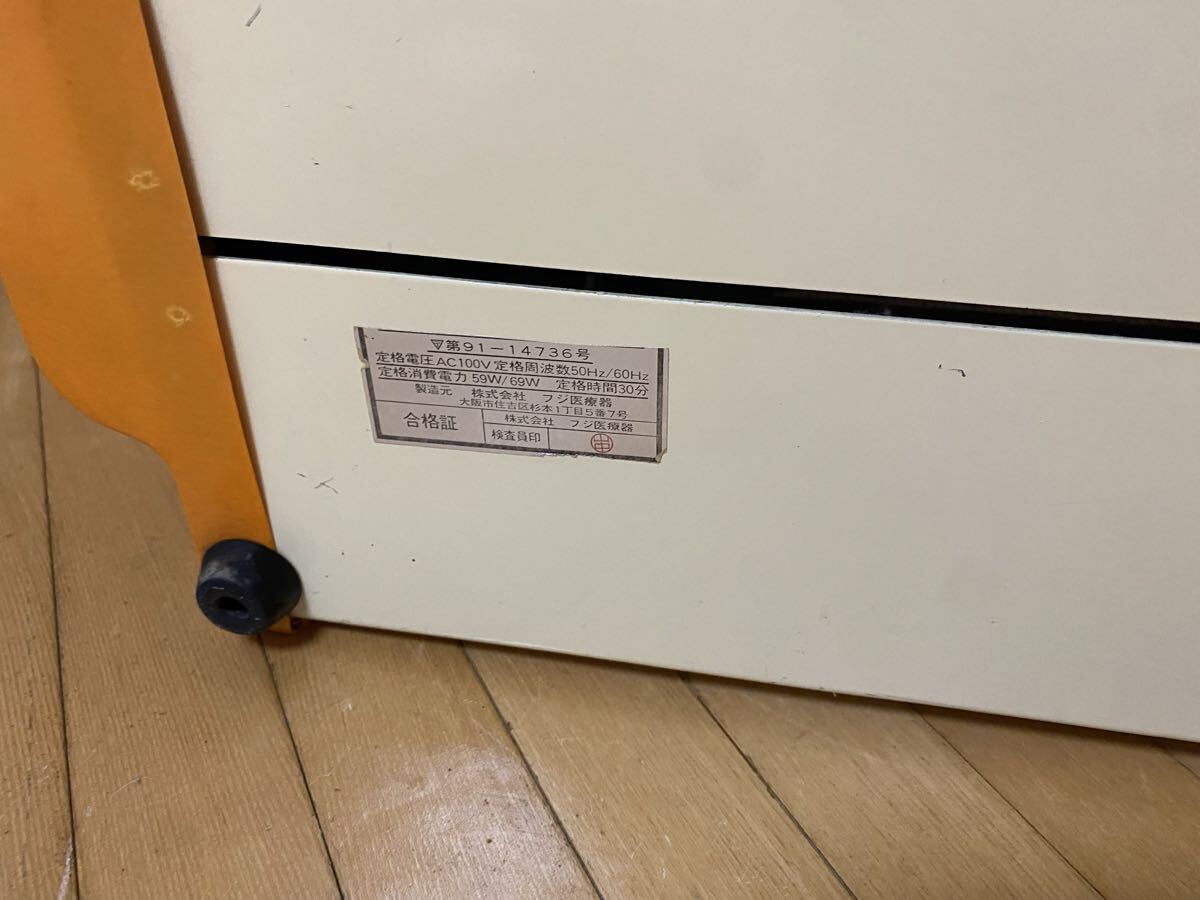 ▽〒第91-14736号
定格電圧AC100V 定格周波数50Hz/60Hz
定格消費電力 59W/69W 定格時間30分
製造元 株式会社 フジ医療器
大阪市住吉区杉本1丁目5番7号
合格証
株式会社 フジ医療器
検査員印